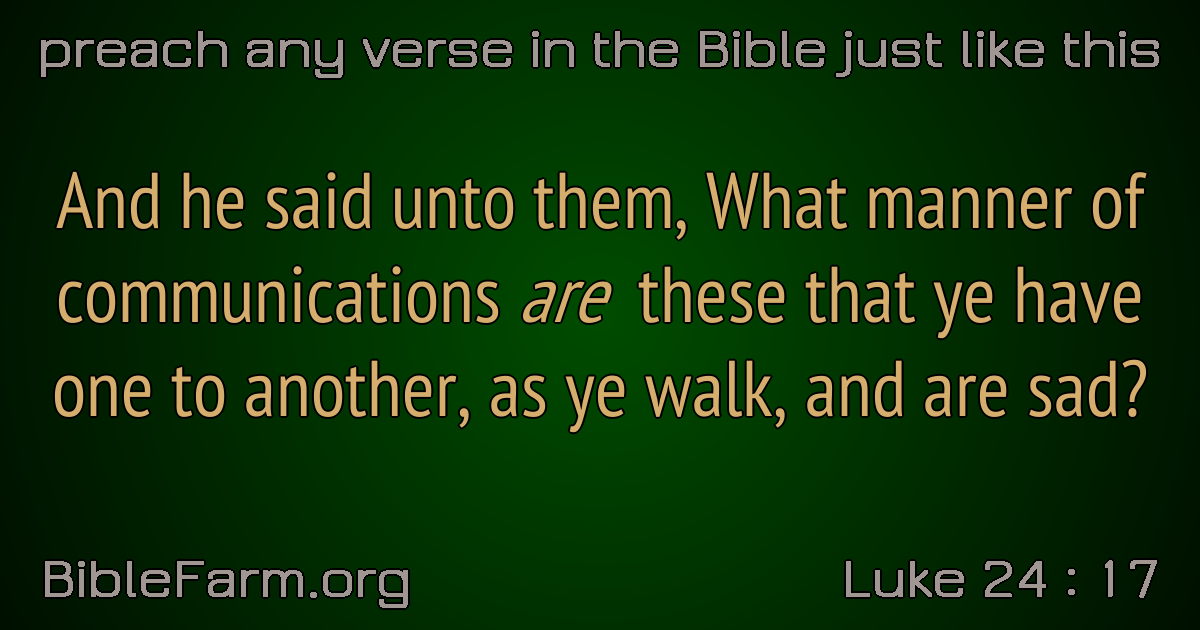 preach any verse in the Bible just like this
And he said unto them, What manner of
communications are these that ye have
one to another, as ye walk, and are sad?
BibleFarm.org
Luke 24 : 17